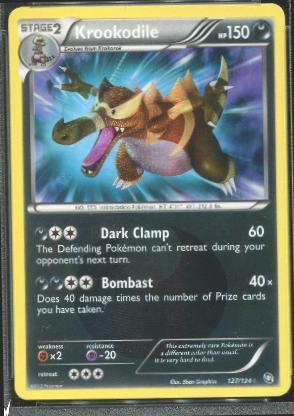 STAGE2
Krookodile
HP150
Evolves from Krokorok
NO. 553
Dark Clamp 60
The Defending Pokémon can't retreat during your
opponent's next turn.
Bombast 40x
Does 40 damage times the number of Prize cards
you have taken.
weakness
×2
resistance
-20
retreat
This extremely rare Pokémon is
a different color than usual.
It is very hard to find.
Illus. 5ban Graphics
127/124